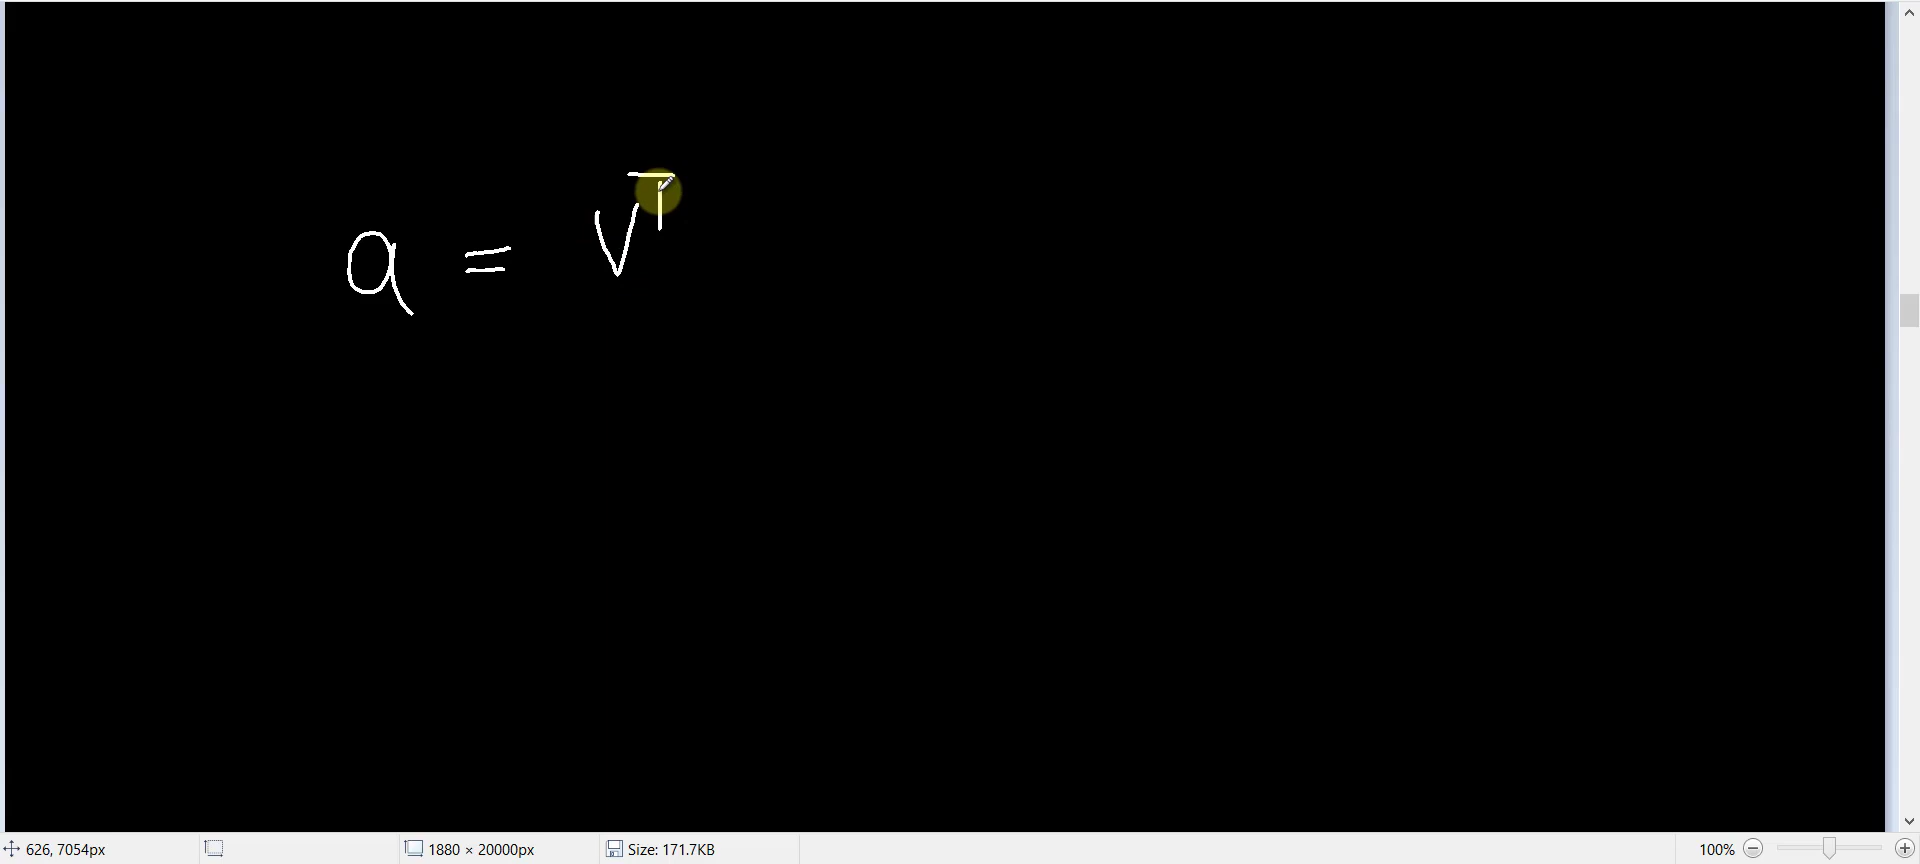 a = v^T
626, 7054px
1880 × 20000px
Size: 171.7KB
100%